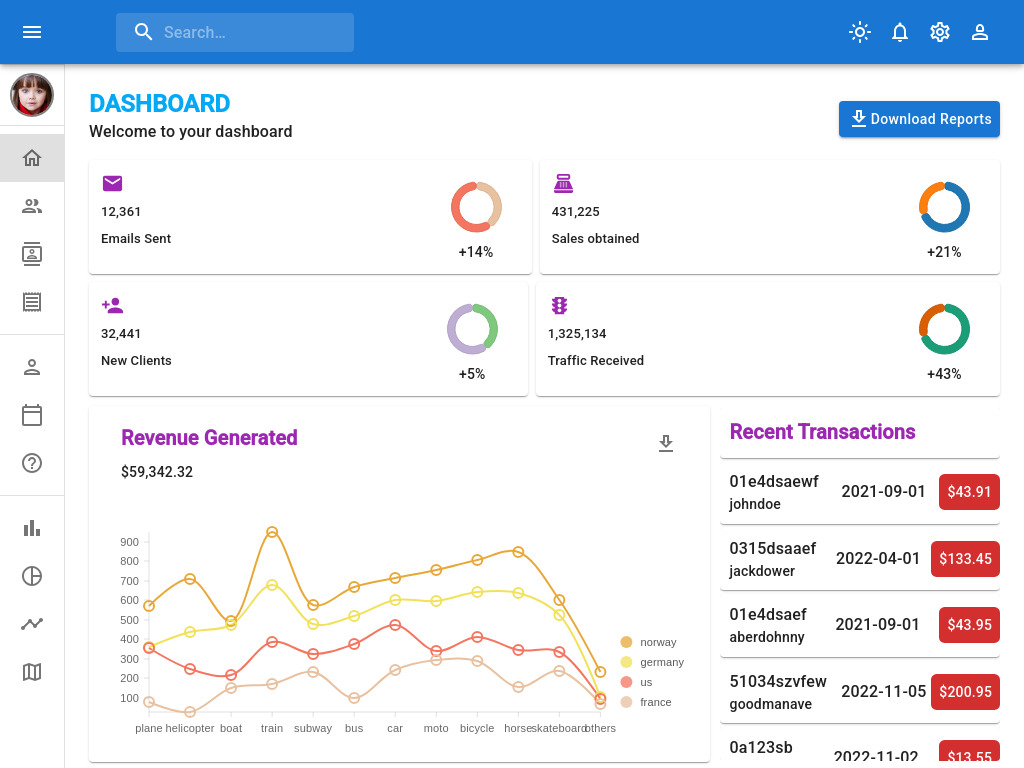 Search…
DASHBOARD
Welcome to your dashboard
Download Reports
12,361
Emails Sent
+14%
431,225
Sales obtained
+21%
32,441
New Clients
+5%
1,325,134
Traffic Received
+43%
Revenue Generated
$59,342.32
900
800
700
600
500
400
300
200
100
plane helicopter boat train subway bus car moto bicycle horse skateboard others
norway
germany
us
france
Recent Transactions
01e4dsaewf
johndoe
2021-09-01
$43.91
0315dsaaef
jackdower
2022-04-01
$133.45
01e4dsaef
aberdohnny
2021-09-01
$43.95
51034szvfew
goodmanave
2022-11-05
$200.95
0a123sb
2022-11-02
$13.55